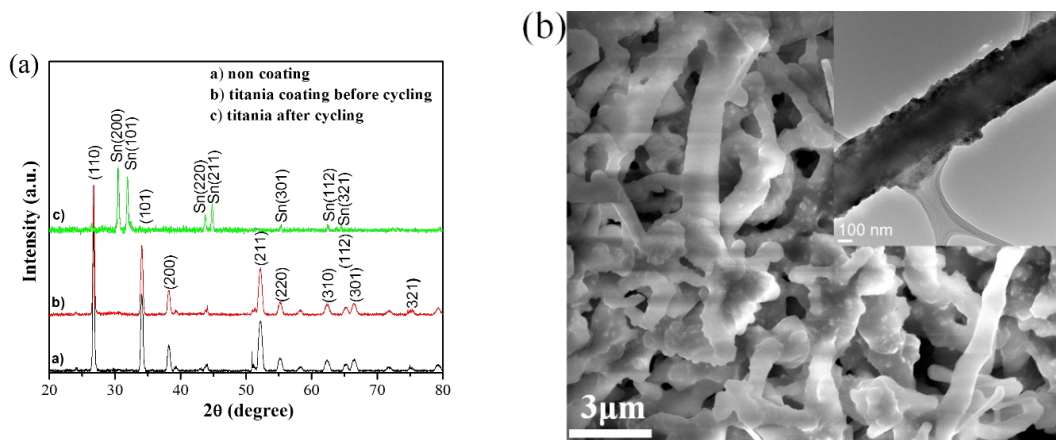 (a)
a) non coating
b) titania coating before cycling
c) titania after cycling
Intensity (a.u.)
c)
Sn(200)
Sn(101)
Sn(220)
Sn(211)
Sn(301)
Sn(112)
Sn(321)
b)
(110)
(101)
(200)
(211)
(220)
(310)
(112)
(301)
321)
a)
20 30 40 50 60 70 80
2θ (degree)
(b)
100 nm
3μm